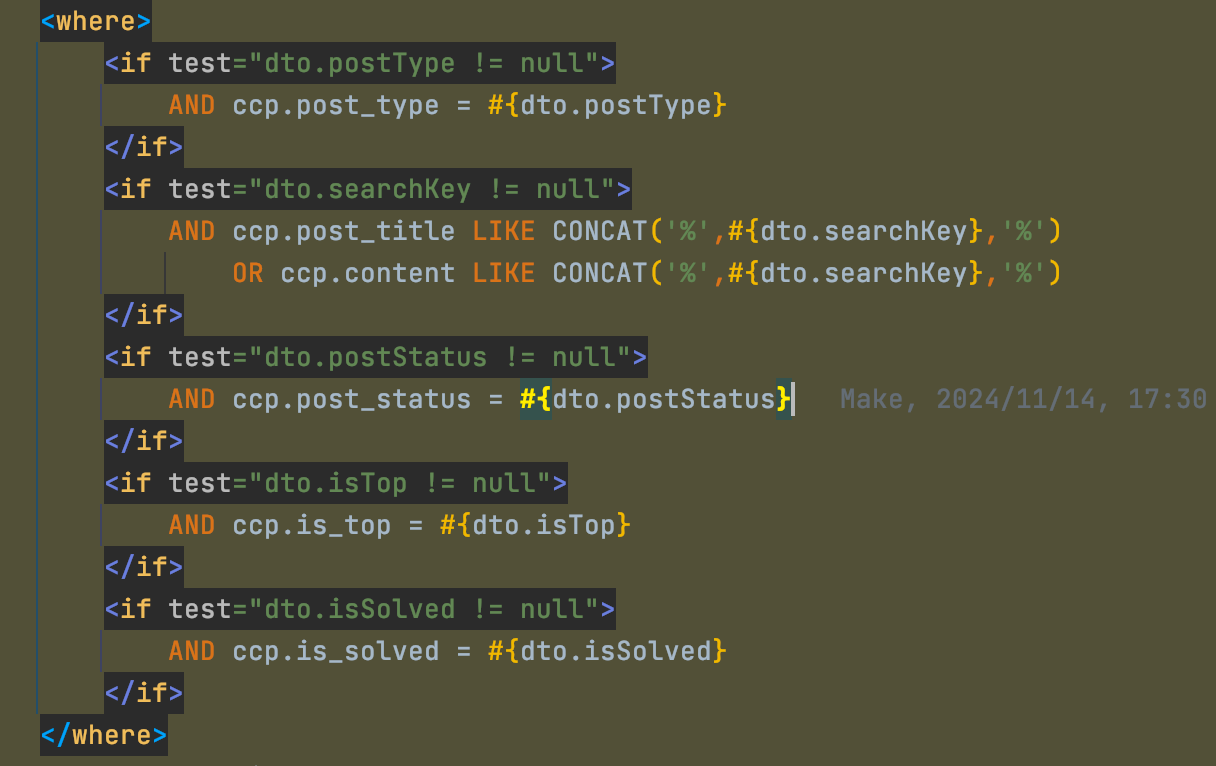 <where>
<if test="dto.postType != null">
AND ccp.post_type = #{dto.postType}
</if>
<if test="dto.searchKey != null">
AND ccp.post_title LIKE CONCAT('%',#{dto.searchKey},'%')
OR ccp.content LIKE CONCAT('%',#{dto.searchKey},'%')
</if>
<if test="dto.postStatus != null">
AND ccp.post_status = #{dto.postStatus} Make, 2024/11/14, 17:30
</if>
<if test="dto.isTop != null">
AND ccp.is_top = #{dto.isTop}
</if>
<if test="dto.isSolved != null">
AND ccp.is_solved = #{dto.isSolved}
</if>
</where>